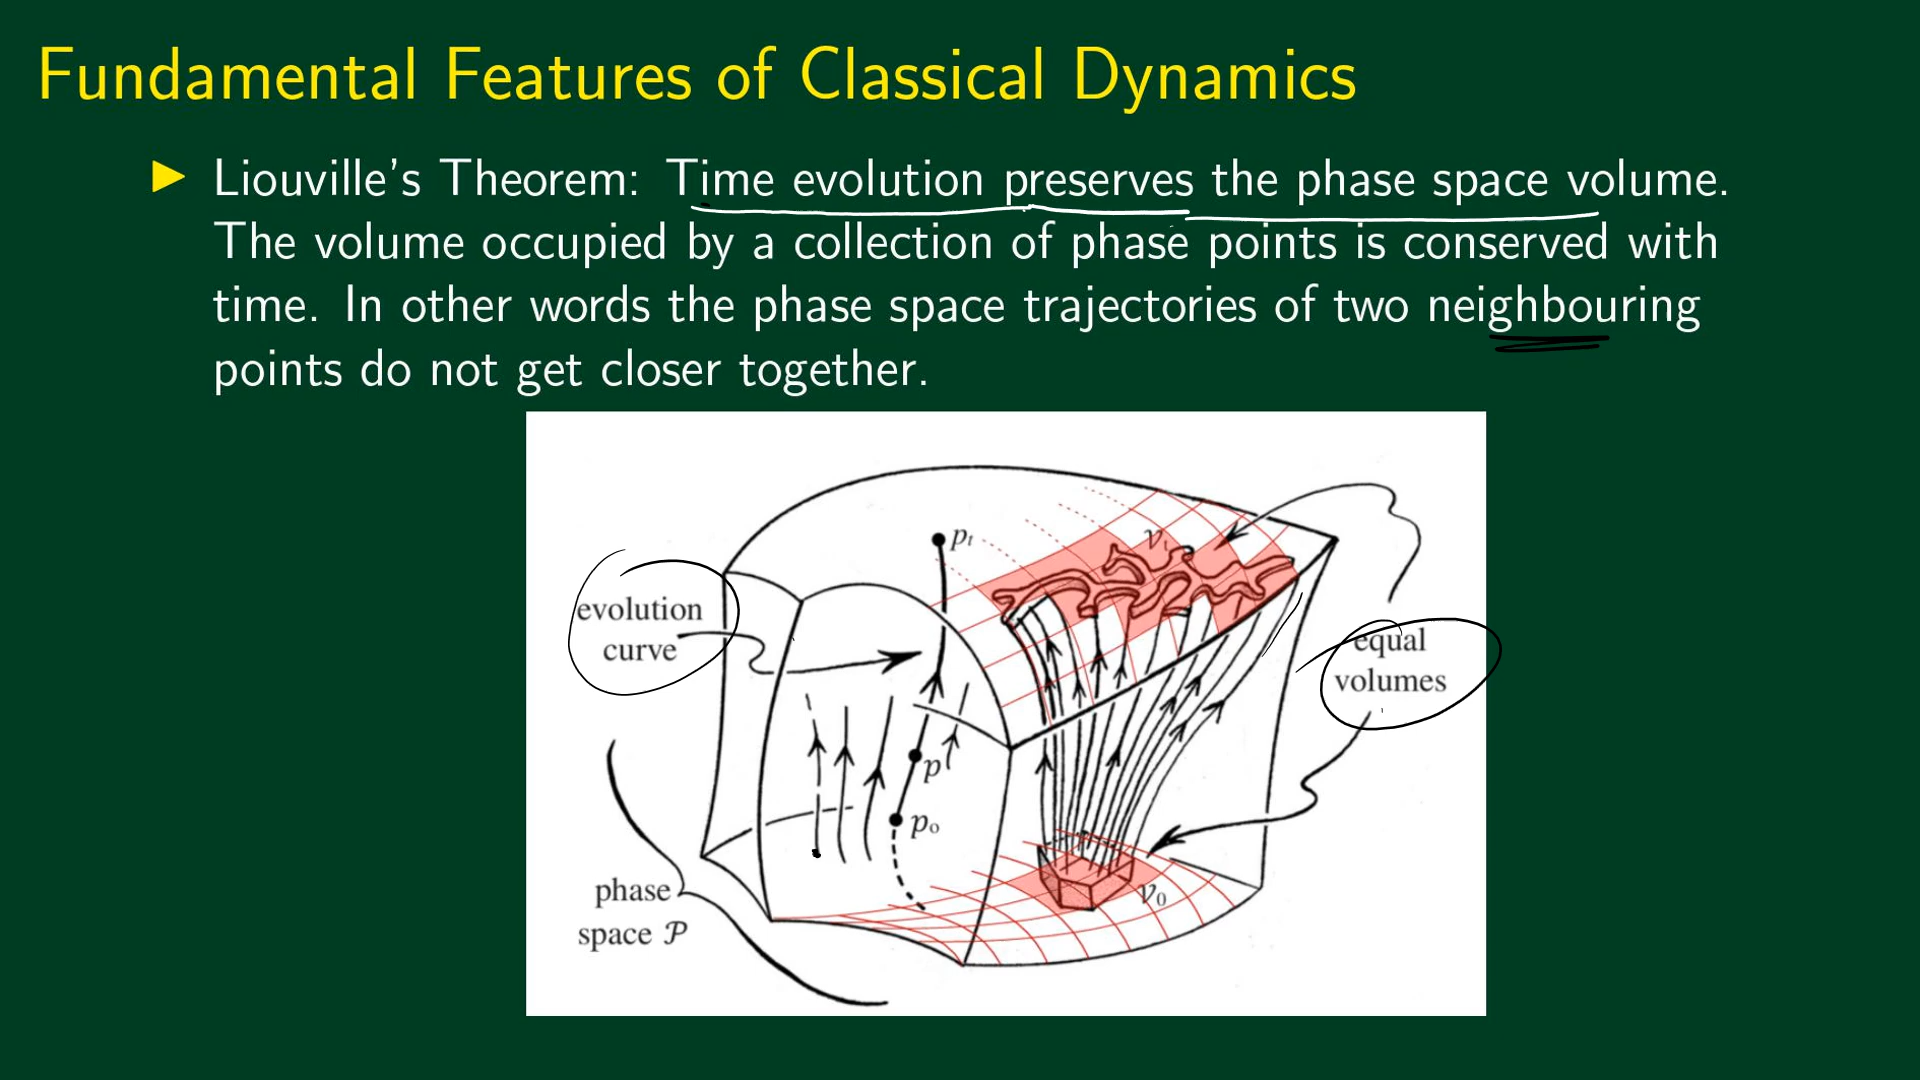 Fundamental Features of Classical Dynamics
▶ Liouville's Theorem: Time evolution preserves the phase space volume.
The volume occupied by a collection of phase points is conserved with
time. In other words the phase space trajectories of two neighbouring
points do not get closer together.
pt
𝒱t
evolution
curve
equal
volumes
p
p0
phase
space 𝒫
𝒱0